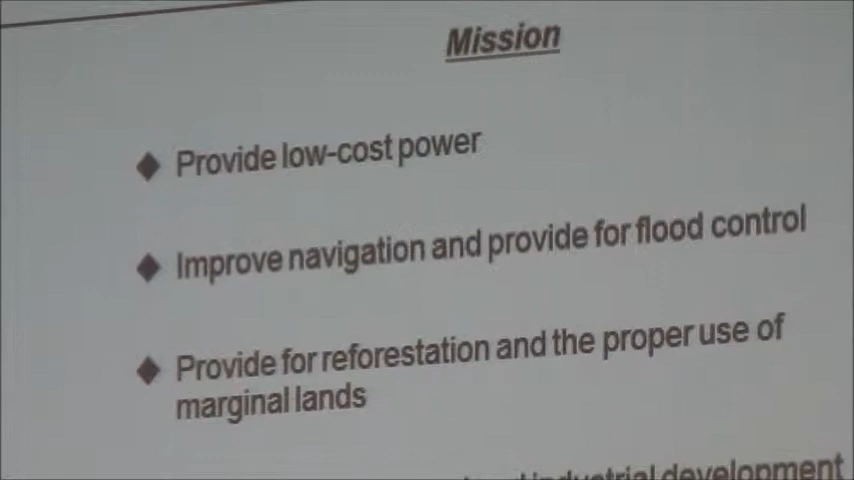 Mission
Provide low-cost power
Improve navigation and provide for flood control
Provide for reforestation and the proper use of
marginal lands
industrial development